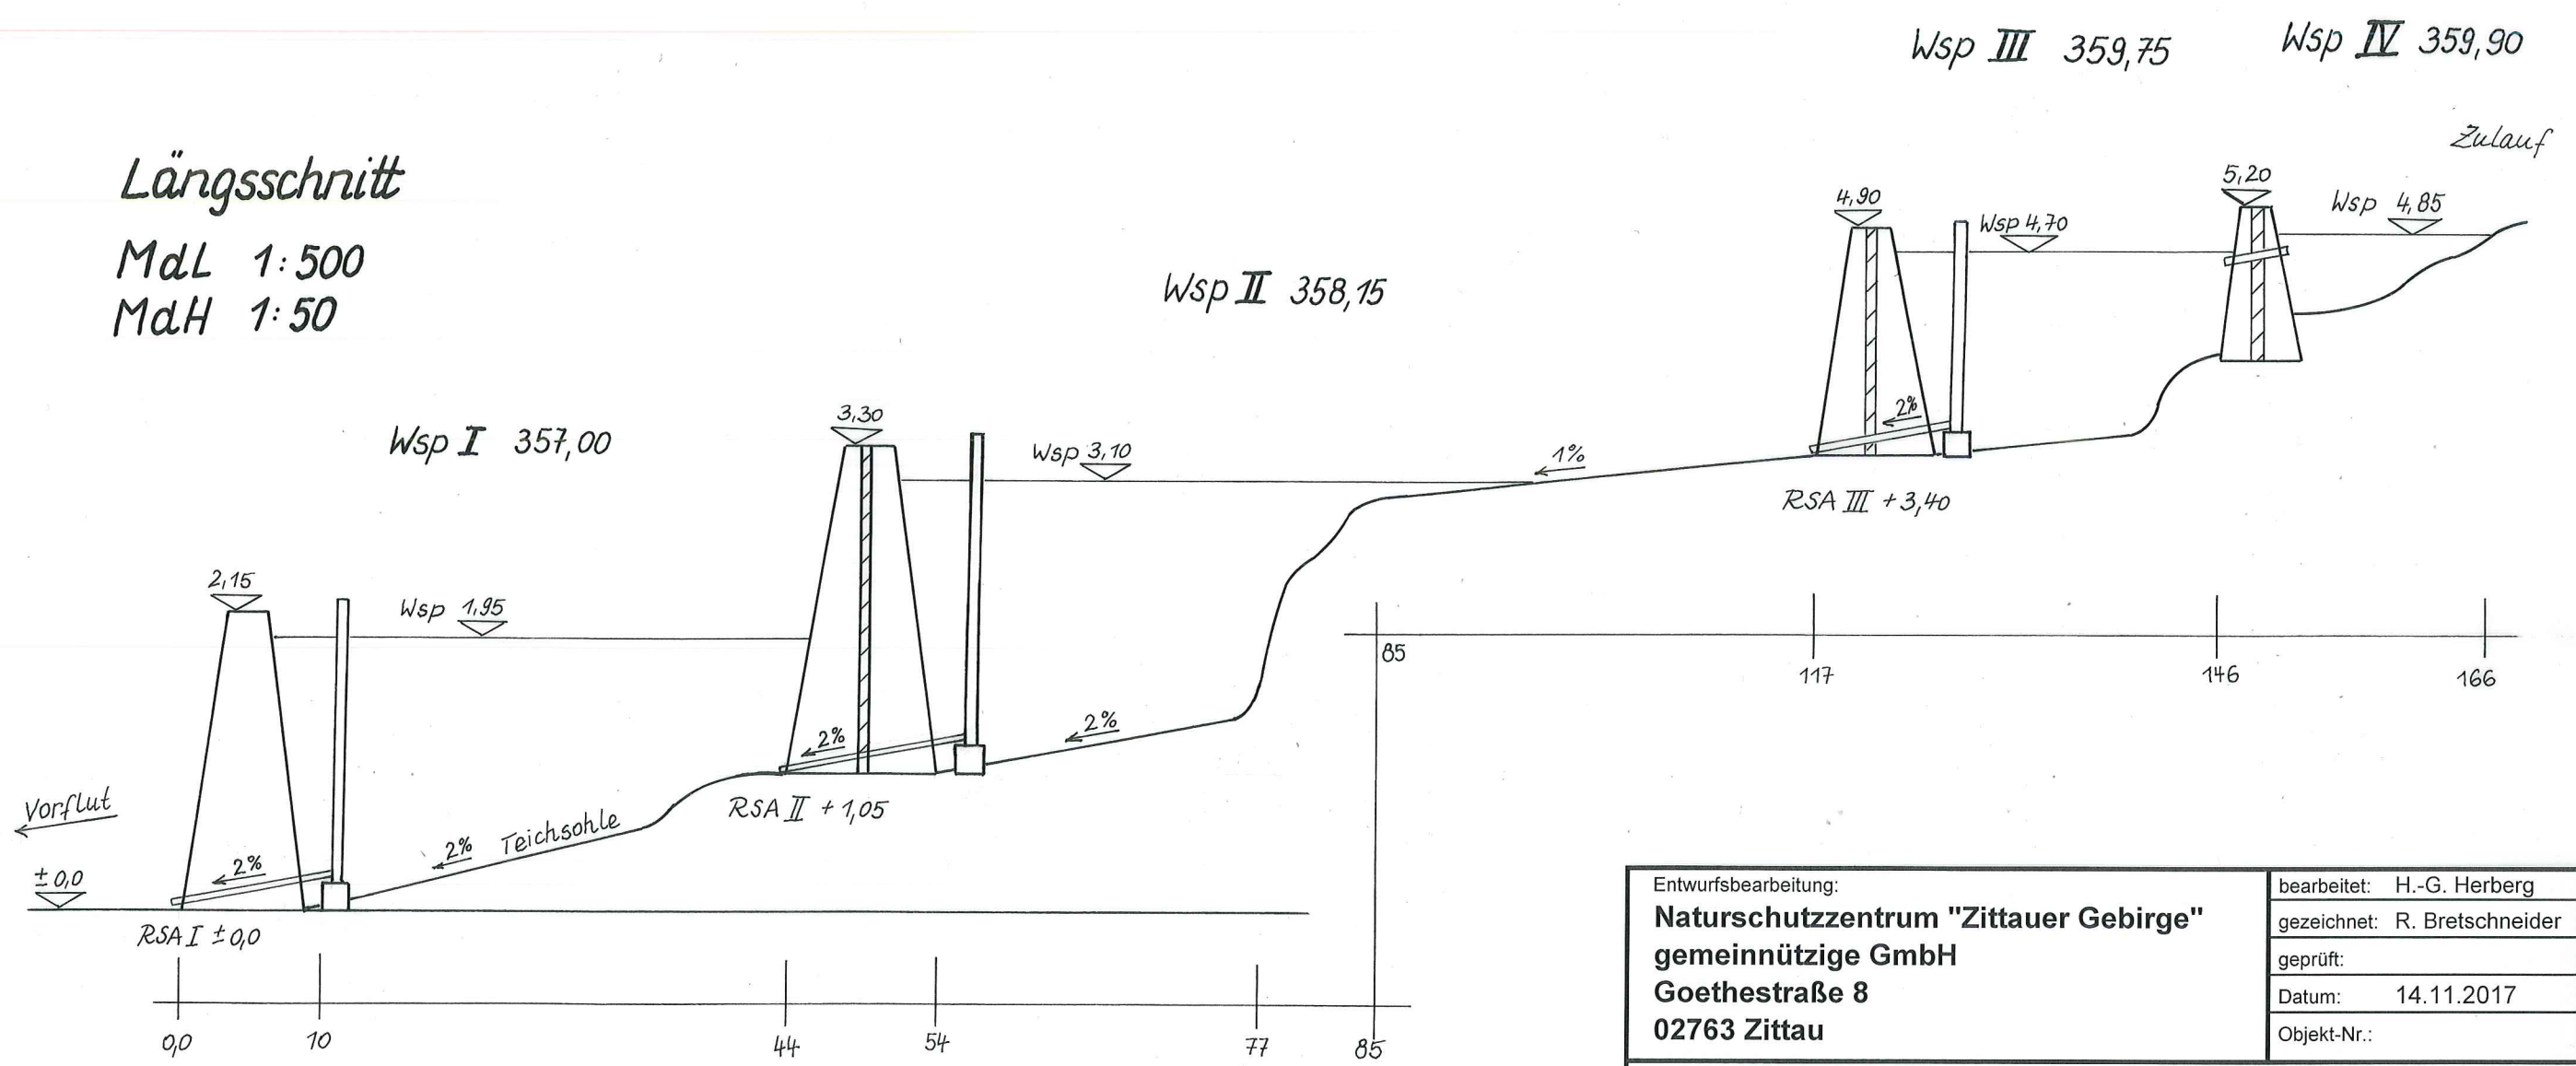 Wsp III 359,75
Wsp IV 359,90
Zulauf
Längsschnitt
MdL 1:500
MdH 1:50
5,20
Wsp 4,85
4,90
Wsp 4,70
Wsp II 358,15
2%
3,30
Wsp I 357,00
Wsp 3,10
1%
RSA III + 3,40
2,15
Wsp 1,95
85
117
146
166
2%
2%
RSA II + 1,05
Vorflut
2%
Teichsohle
2%
± 0,0
RSA I ± 0,0
0,0
10
44
54
77
85
Entwurfsbearbeitung:
Naturschutzzentrum "Zittauer Gebirge"
gemeinnützige GmbH
Goethestraße 8
02763 Zittau
bearbeitet: H.-G. Herberg
gezeichnet: R. Bretschneider
geprüft:
Datum: 14.11.2017
Objekt-Nr.: